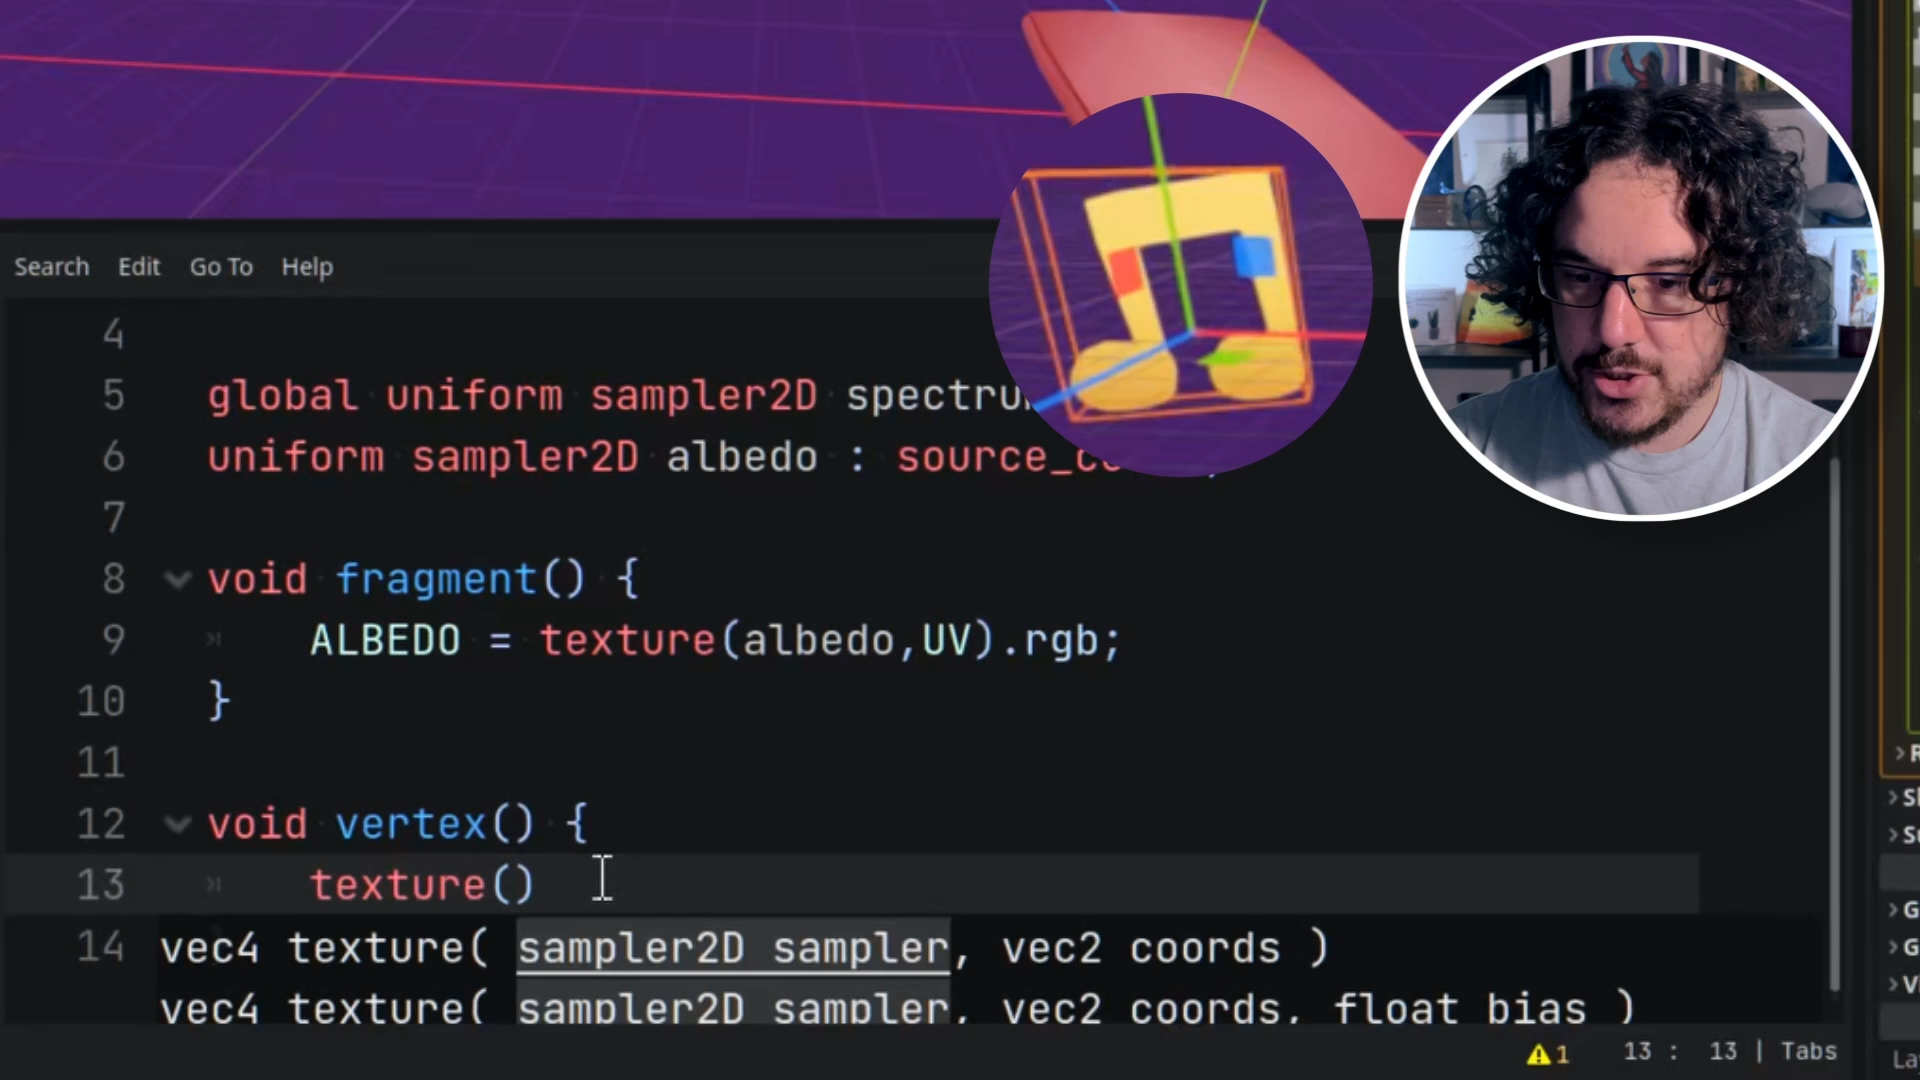 Search Edit Go To Help
4
5 global uniform sampler2D spectru
6 uniform sampler2D albedo : source_co
7
8 void fragment() {
9 ALBEDO = texture(albedo,UV).rgb;
10 }
11
12 void vertex() {
13 texture()
14 vec4 texture( sampler2D sampler, vec2 coords )
vec4 texture( sampler2D sampler, vec2 coords, float bias )
1 13 : 13 | Tabs